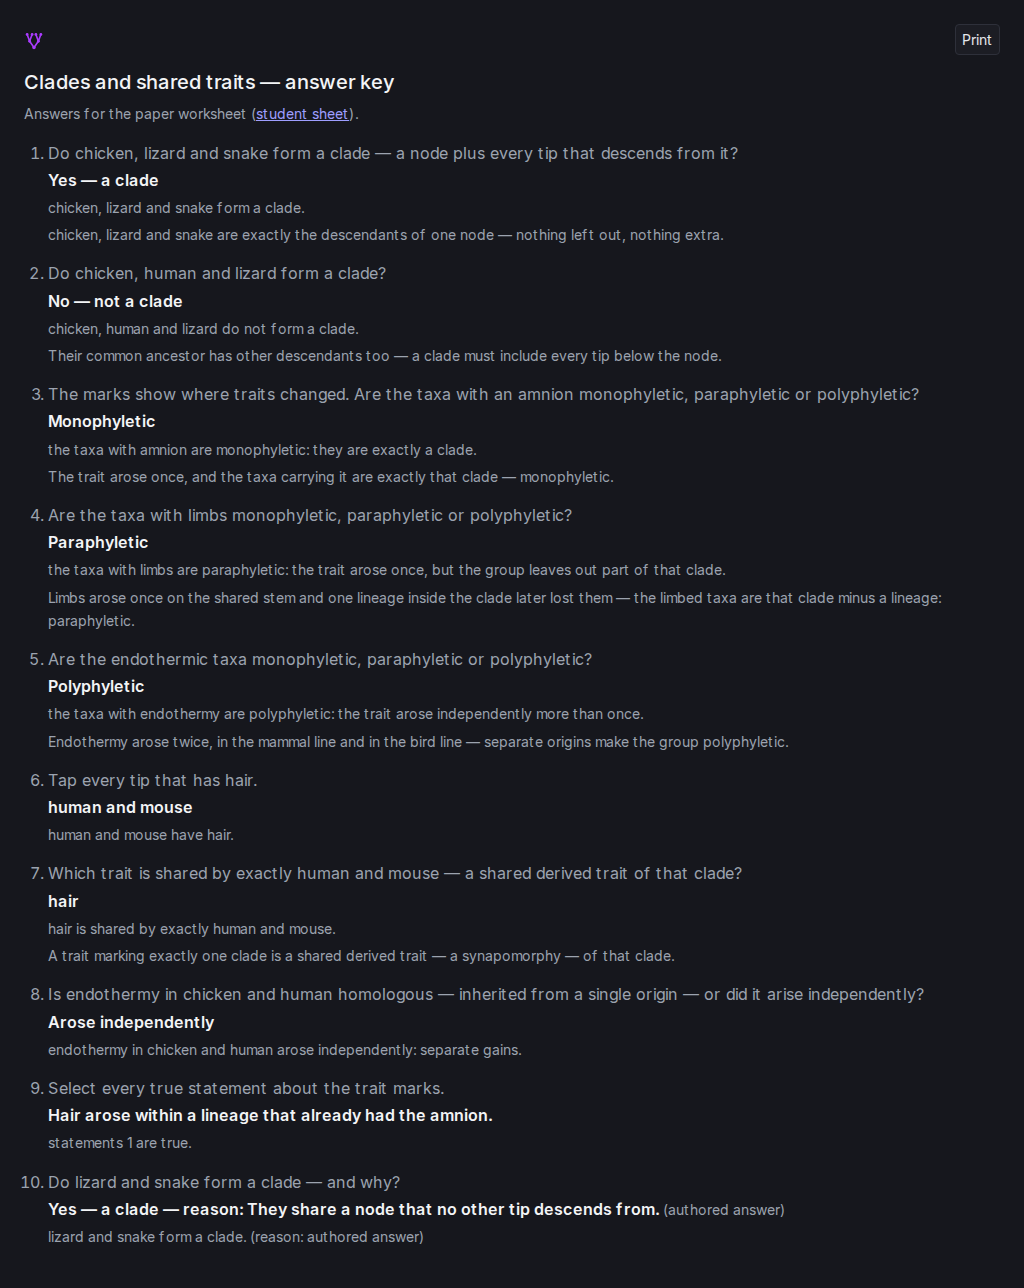 Print
Clades and shared traits — answer key
Answers for the paper worksheet (student sheet).
1. Do chicken, lizard and snake form a clade — a node plus every tip that descends from it?
Yes — a clade
chicken, lizard and snake form a clade.
chicken, lizard and snake are exactly the descendants of one node — nothing left out, nothing extra.
2. Do chicken, human and lizard form a clade?
No — not a clade
chicken, human and lizard do not form a clade.
Their common ancestor has other descendants too — a clade must include every tip below the node.
3. The marks show where traits changed. Are the taxa with an amnion monophyletic, paraphyletic or polyphyletic?
Monophyletic
the taxa with amnion are monophyletic: they are exactly a clade.
The trait arose once, and the taxa carrying it are exactly that clade — monophyletic.
4. Are the taxa with limbs monophyletic, paraphyletic or polyphyletic?
Paraphyletic
the taxa with limbs are paraphyletic: the trait arose once, but the group leaves out part of that clade.
Limbs arose once on the shared stem and one lineage inside the clade later lost them — the limbed taxa are that clade minus a lineage:
paraphyletic.
5. Are the endothermic taxa monophyletic, paraphyletic or polyphyletic?
Polyphyletic
the taxa with endothermy are polyphyletic: the trait arose independently more than once.
Endothermy arose twice, in the mammal line and in the bird line — separate origins make the group polyphyletic.
6. Tap every tip that has hair.
human and mouse
human and mouse have hair.
7. Which trait is shared by exactly human and mouse — a shared derived trait of that clade?
hair
hair is shared by exactly human and mouse.
A trait marking exactly one clade is a shared derived trait — a synapomorphy — of that clade.
8. Is endothermy in chicken and human homologous — inherited from a single origin — or did it arise independently?
Arose independently
endothermy in chicken and human arose independently: separate gains.
9. Select every true statement about the trait marks.
Hair arose within a lineage that already had the amnion.
statements 1 are true.
10. Do lizard and snake form a clade — and why?
Yes — a clade — reason: They share a node that no other tip descends from. (authored answer)
lizard and snake form a clade. (reason: authored answer)